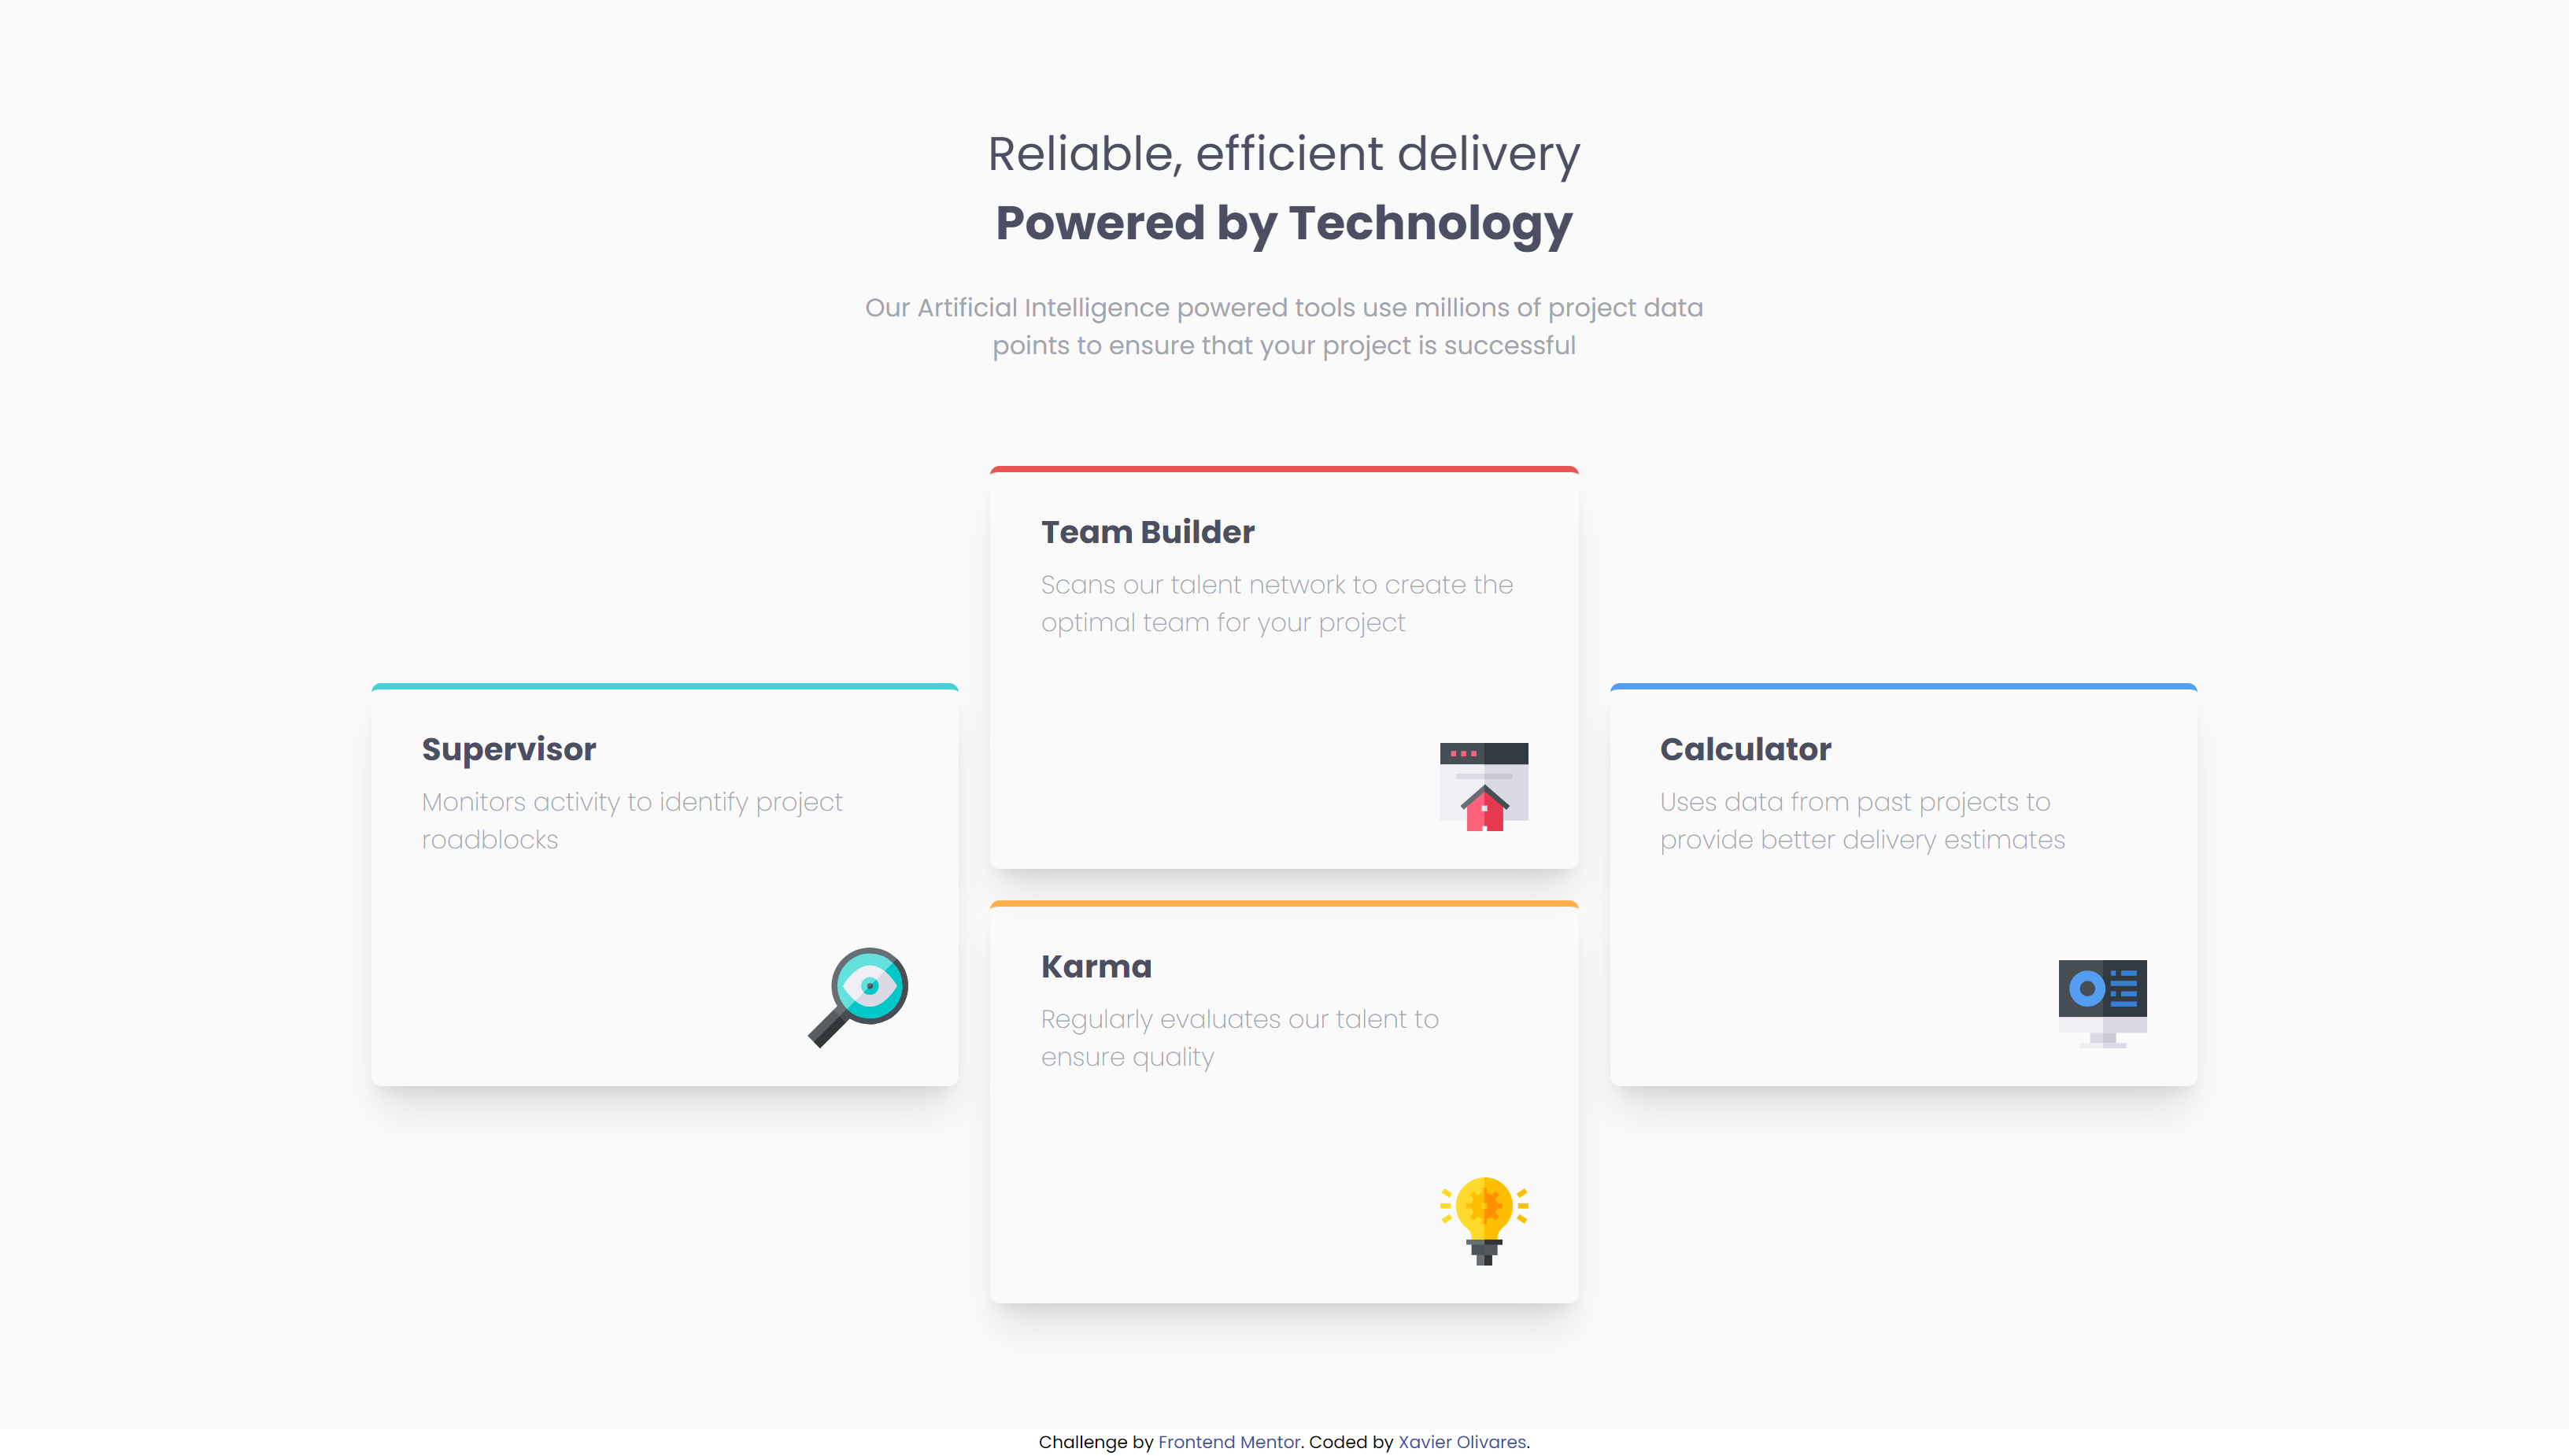 Reliable, efficient delivery
Powered by Technology
Our Artificial Intelligence powered tools use millions of project data
points to ensure that your project is successful
Team Builder
Scans our talent network to create the
optimal team for your project
Supervisor
Monitors activity to identify project
roadblocks
Calculator
Uses data from past projects to
provide better delivery estimates
Karma
Regularly evaluates our talent to
ensure quality
Challenge by Frontend Mentor. Coded by Xavier Olivares.